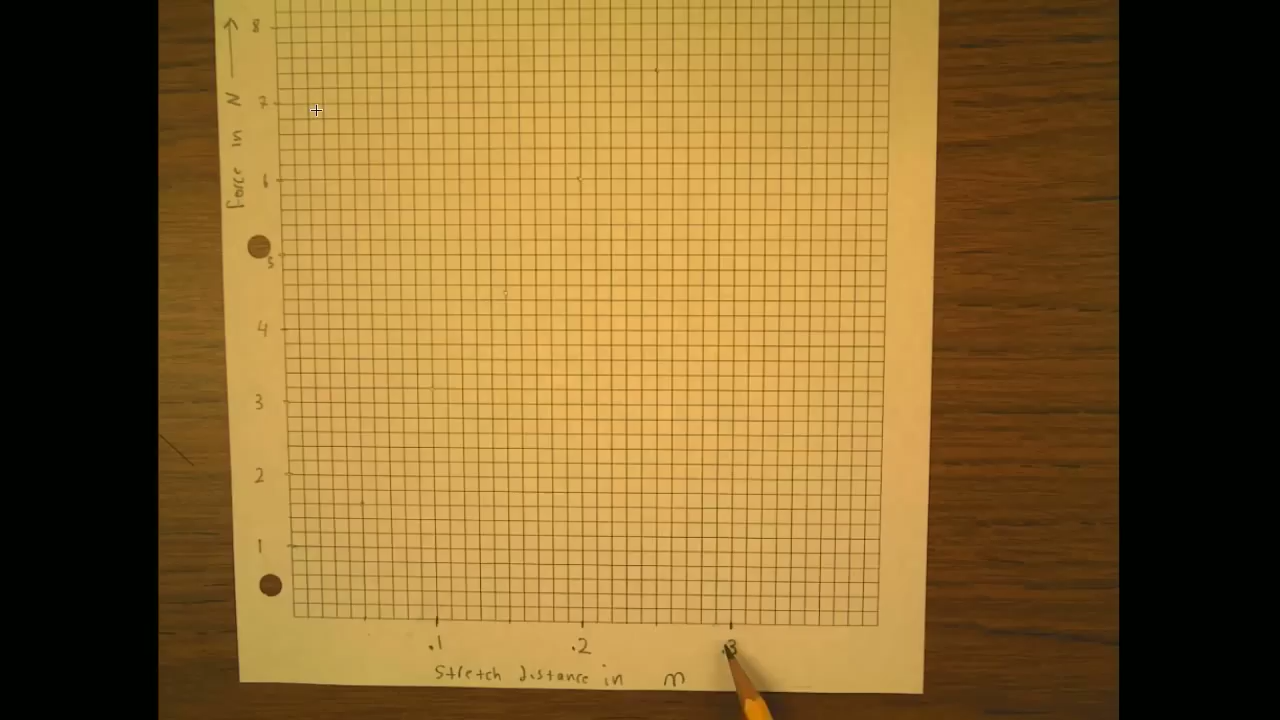 8
7
6
5
4
3
2
1
Force in N →
.1 .2 .3
Stretch distance in m